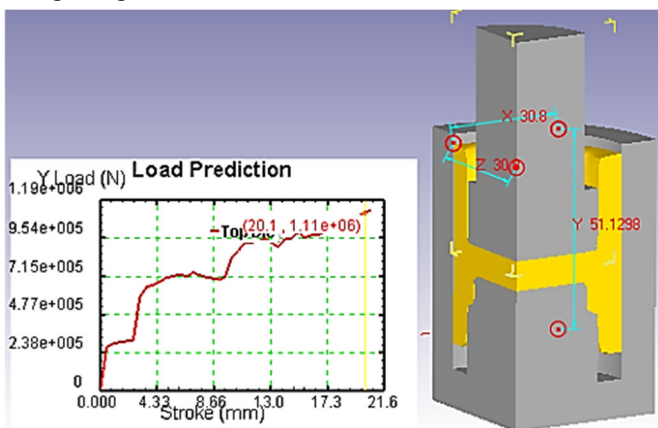 Load Prediction
Y Load (N)
1.19e+006
9.54e+005
7.15e+005
4.77e+005
2.38e+005
0
(20.1 , 1.11e+06)
0.000 4.33 8.66 13.0 17.3 21.6
Stroke (mm)
X 30.8
Y 51.1298